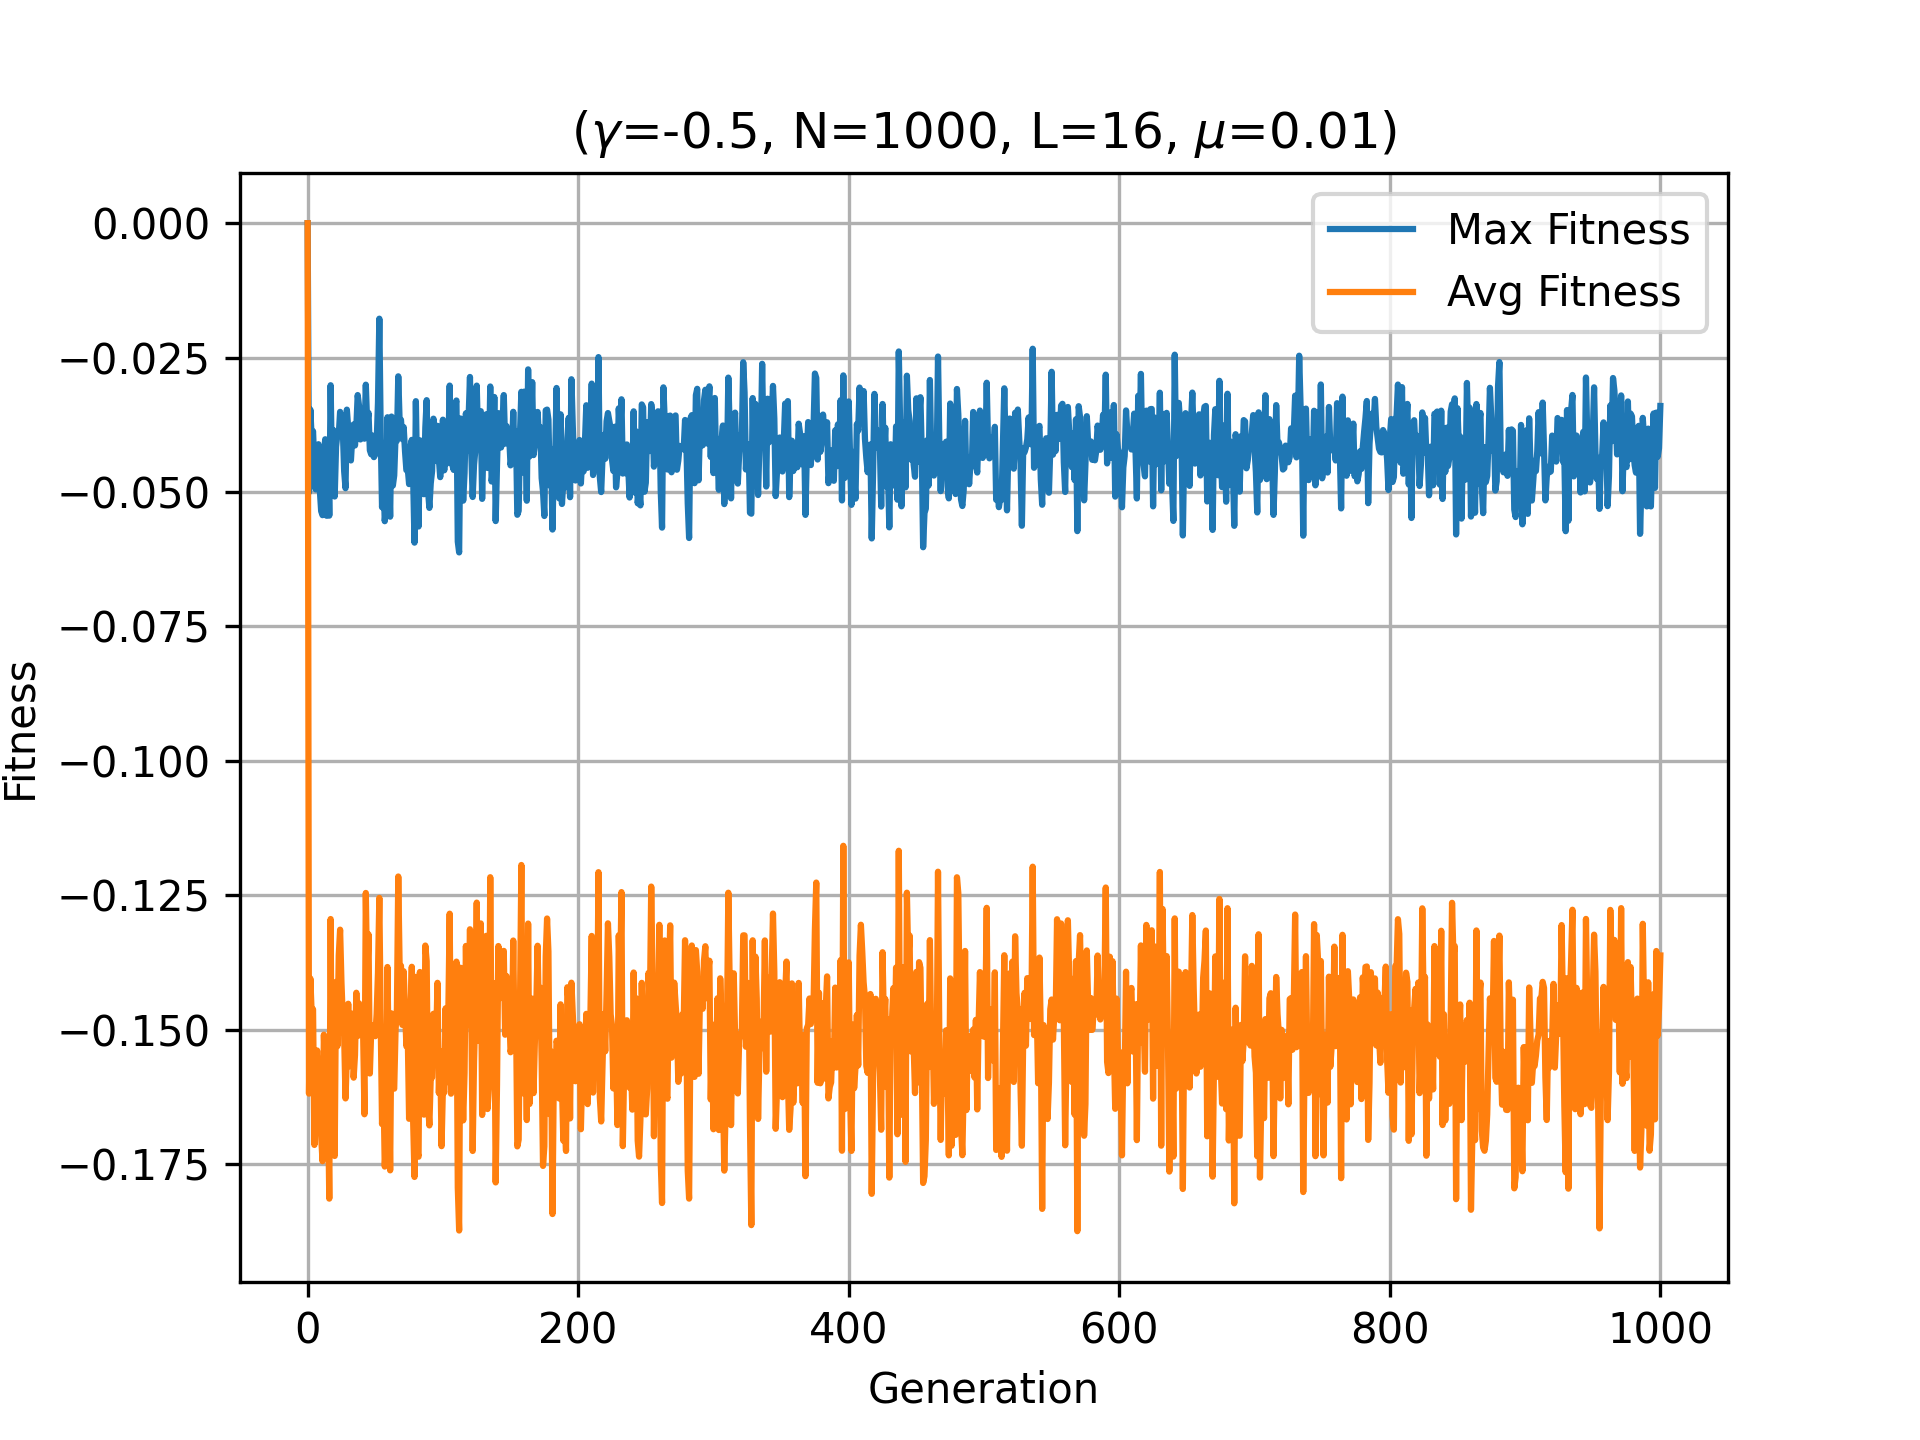 (γ=-0.5, N=1000, L=16, μ=0.01)
Max Fitness
Avg Fitness
0.000
−0.025
−0.050
−0.075
−0.100
−0.125
−0.150
−0.175
Fitness
0 200 400 600 800 1000
Generation